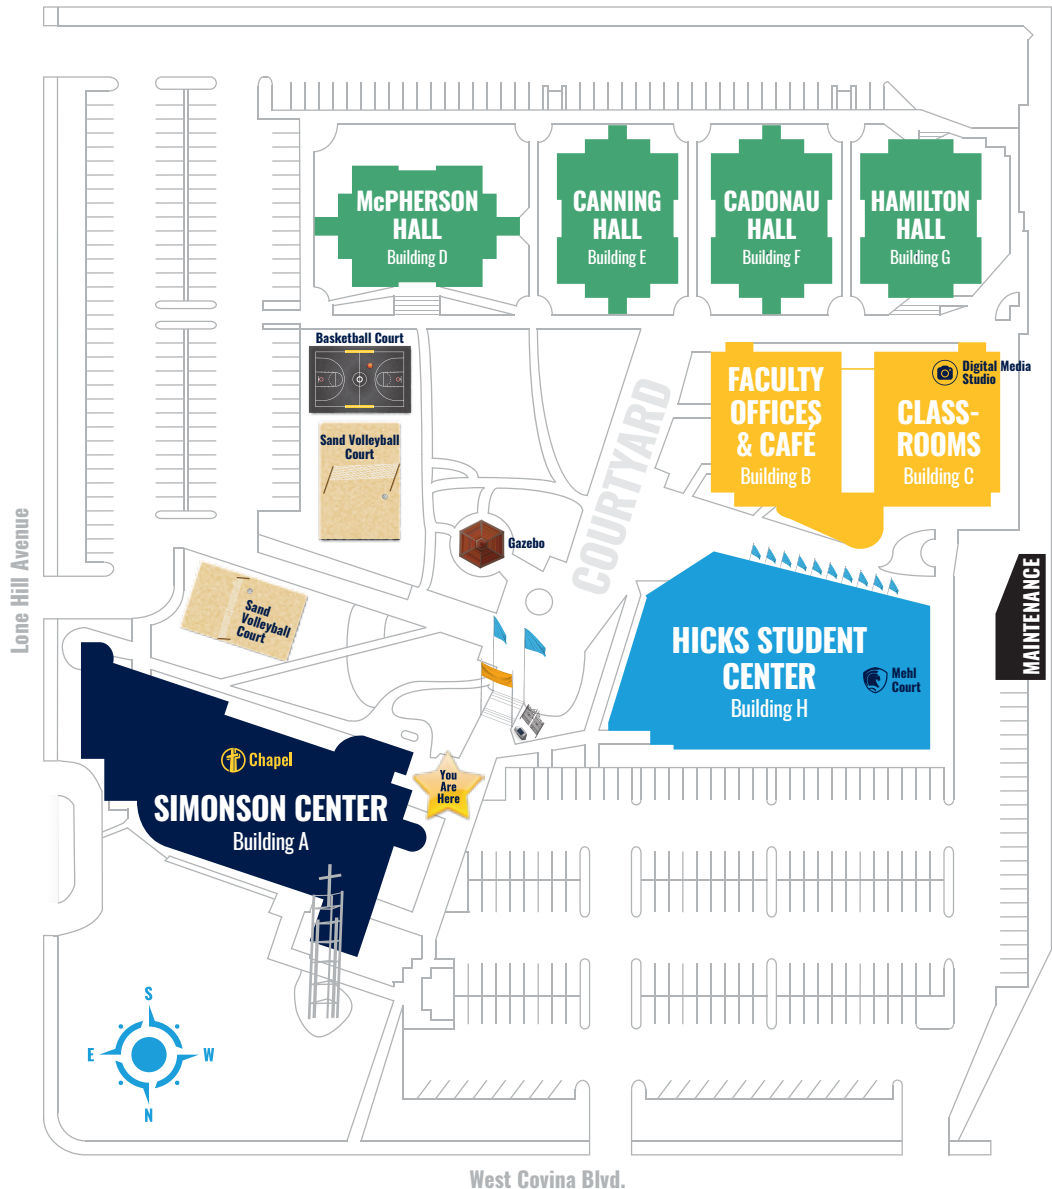 McPHERSON
HALL
Building D
CANNING
HALL
Building E
CADONAU
HALL
Building F
HAMILTON
HALL
Building G
Basketball Court
Sand Volleyball
Court
COURTYARD
FACULTY
OFFICES
& CAFÉ
Building B
Digital Media
Studio
CLASS-
ROOMS
Building C
Gazebo
Lone Hill Avenue
Sand
Volleyball
Court
HICKS STUDENT
CENTER
Building H
Mehl
Court
MAINTENANCE
Chapel
You
Are
Here
SIMONSON CENTER
Building A
S
E
W
N
West Covina Blvd.